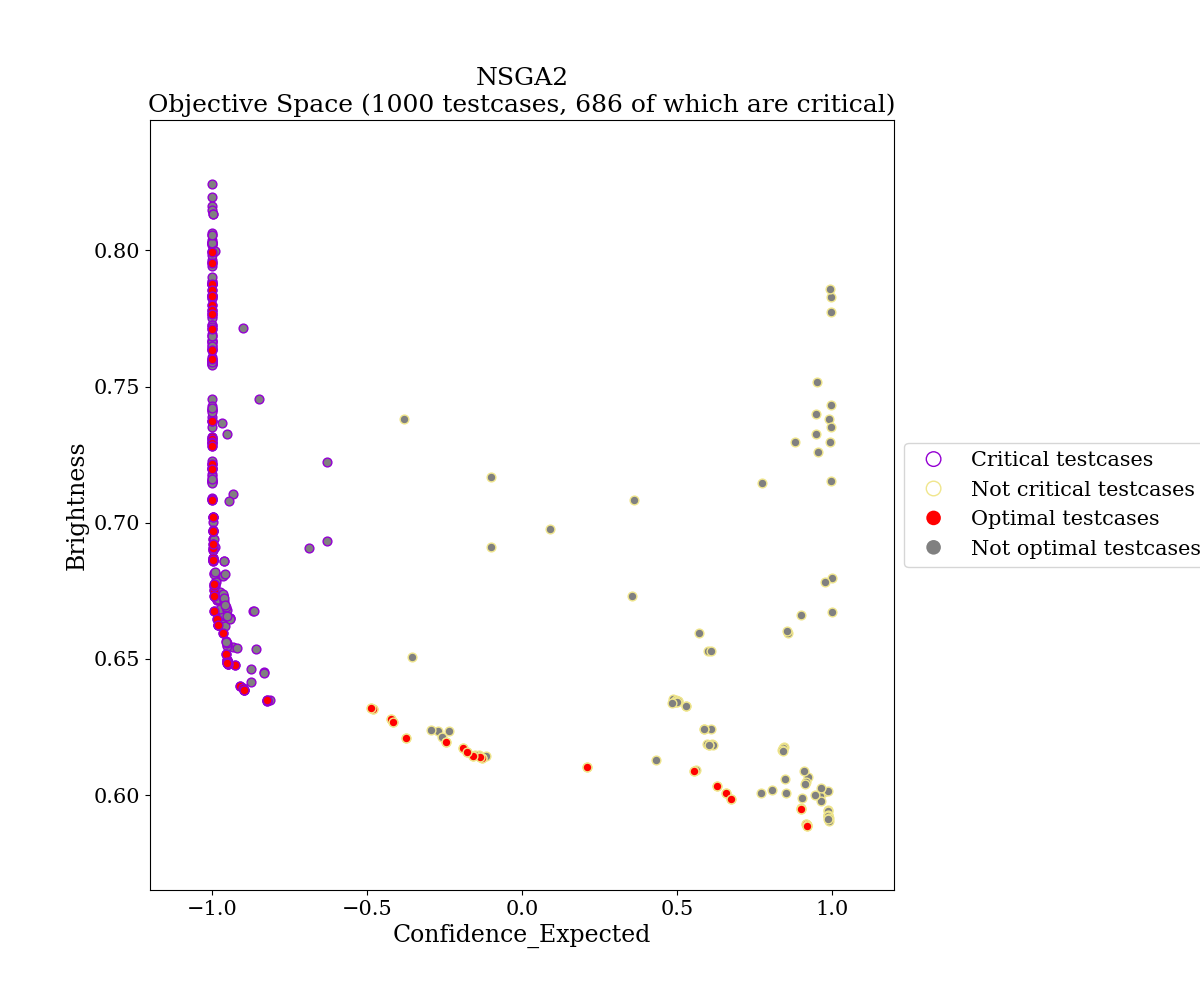 NSGA2
Objective Space (1000 testcases, 686 of which are critical)
0.80
0.75
0.70
0.65
0.60
Brightness
−1.0
−0.5
0.0
0.5
1.0
Confidence_Expected
Critical testcases
Not critical testcases
Optimal testcases
Not optimal testcases